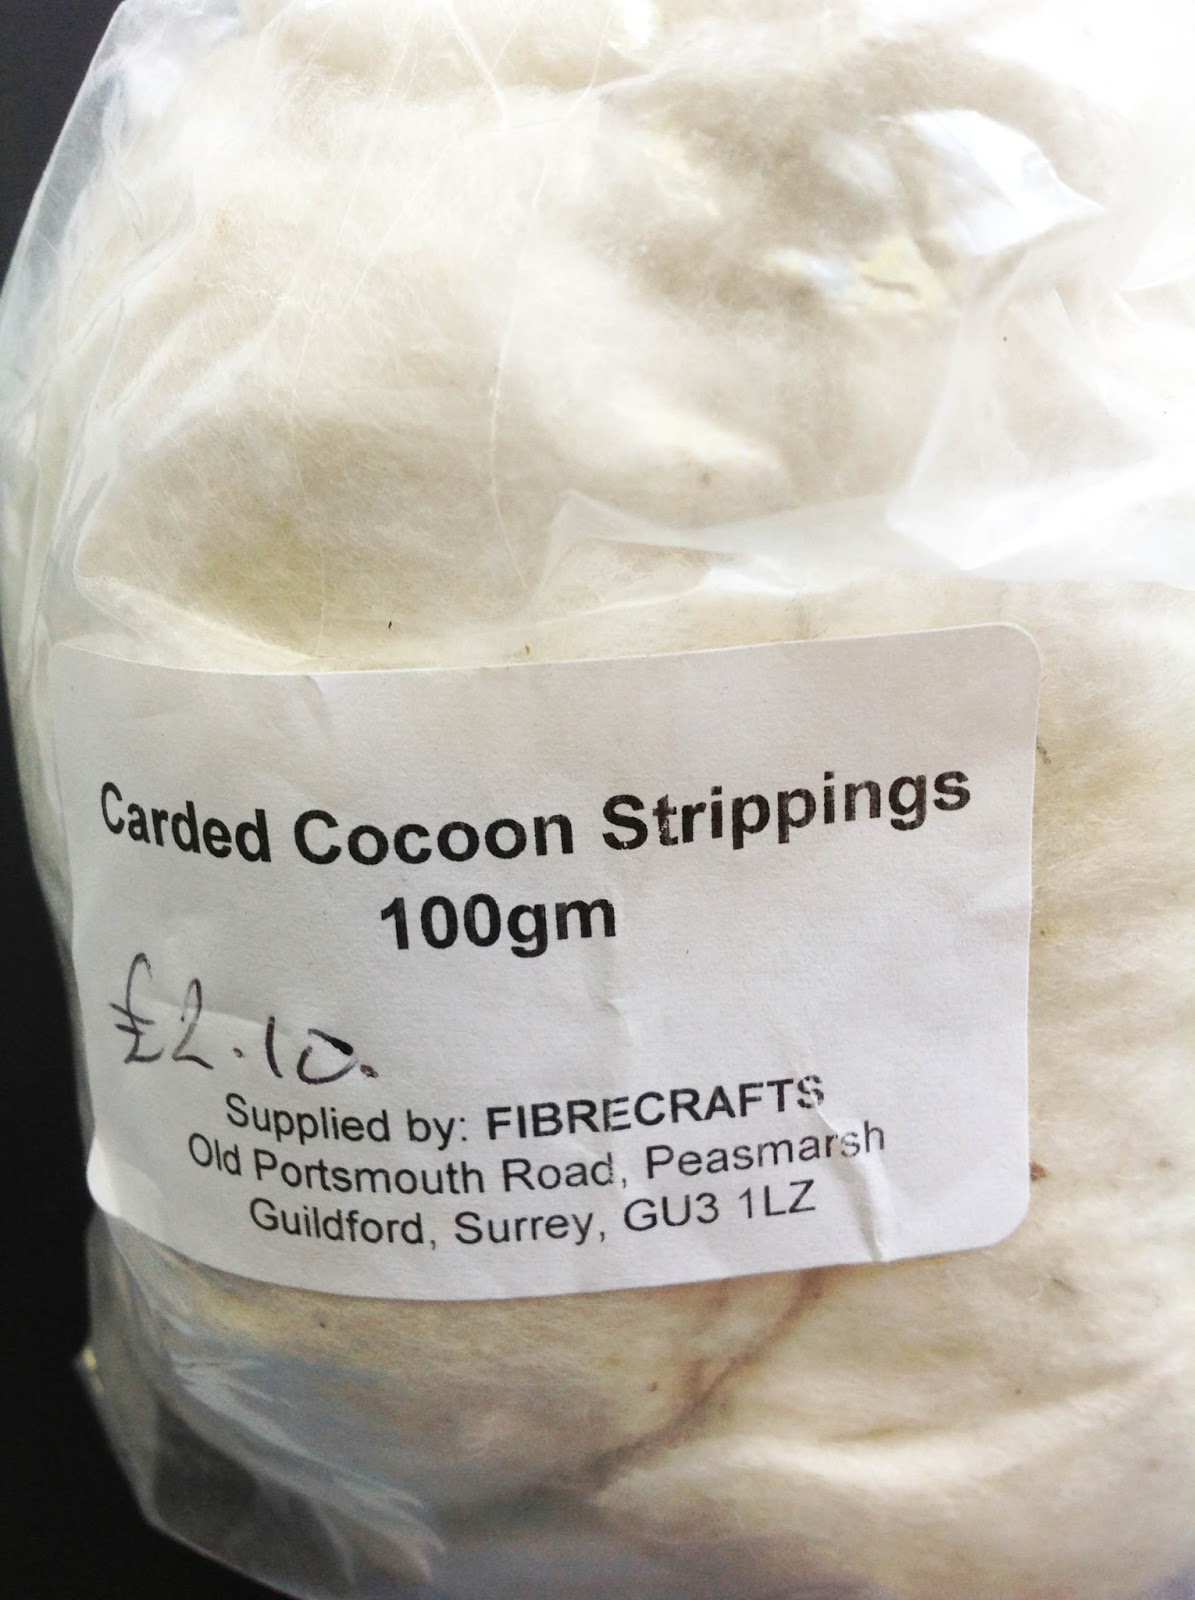 Carded Cocoon Strippings
100gm
£2.10.
Supplied by: FIBRECRAFTS
Old Portsmouth Road, Peasmarsh
Guildford, Surrey, GU3 1LZ